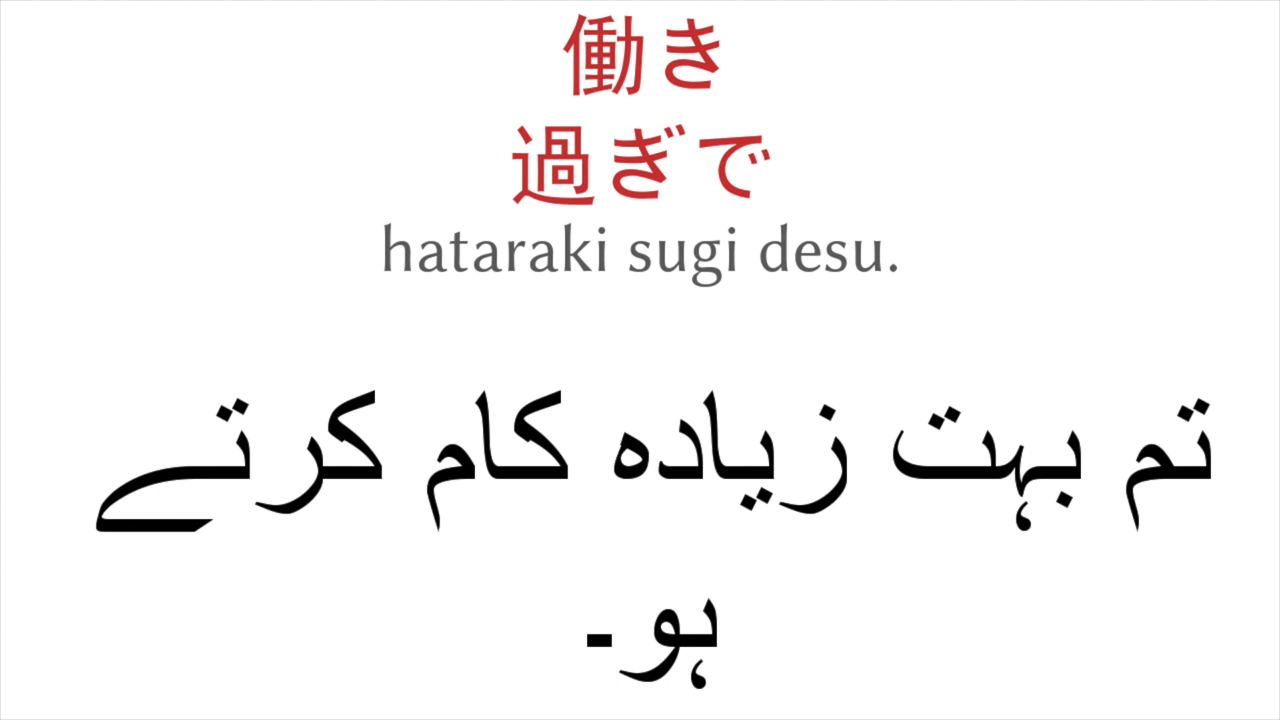 働き
過ぎで
hataraki sugi desu.
تم بہت زیادہ کام کرتے
ہو۔